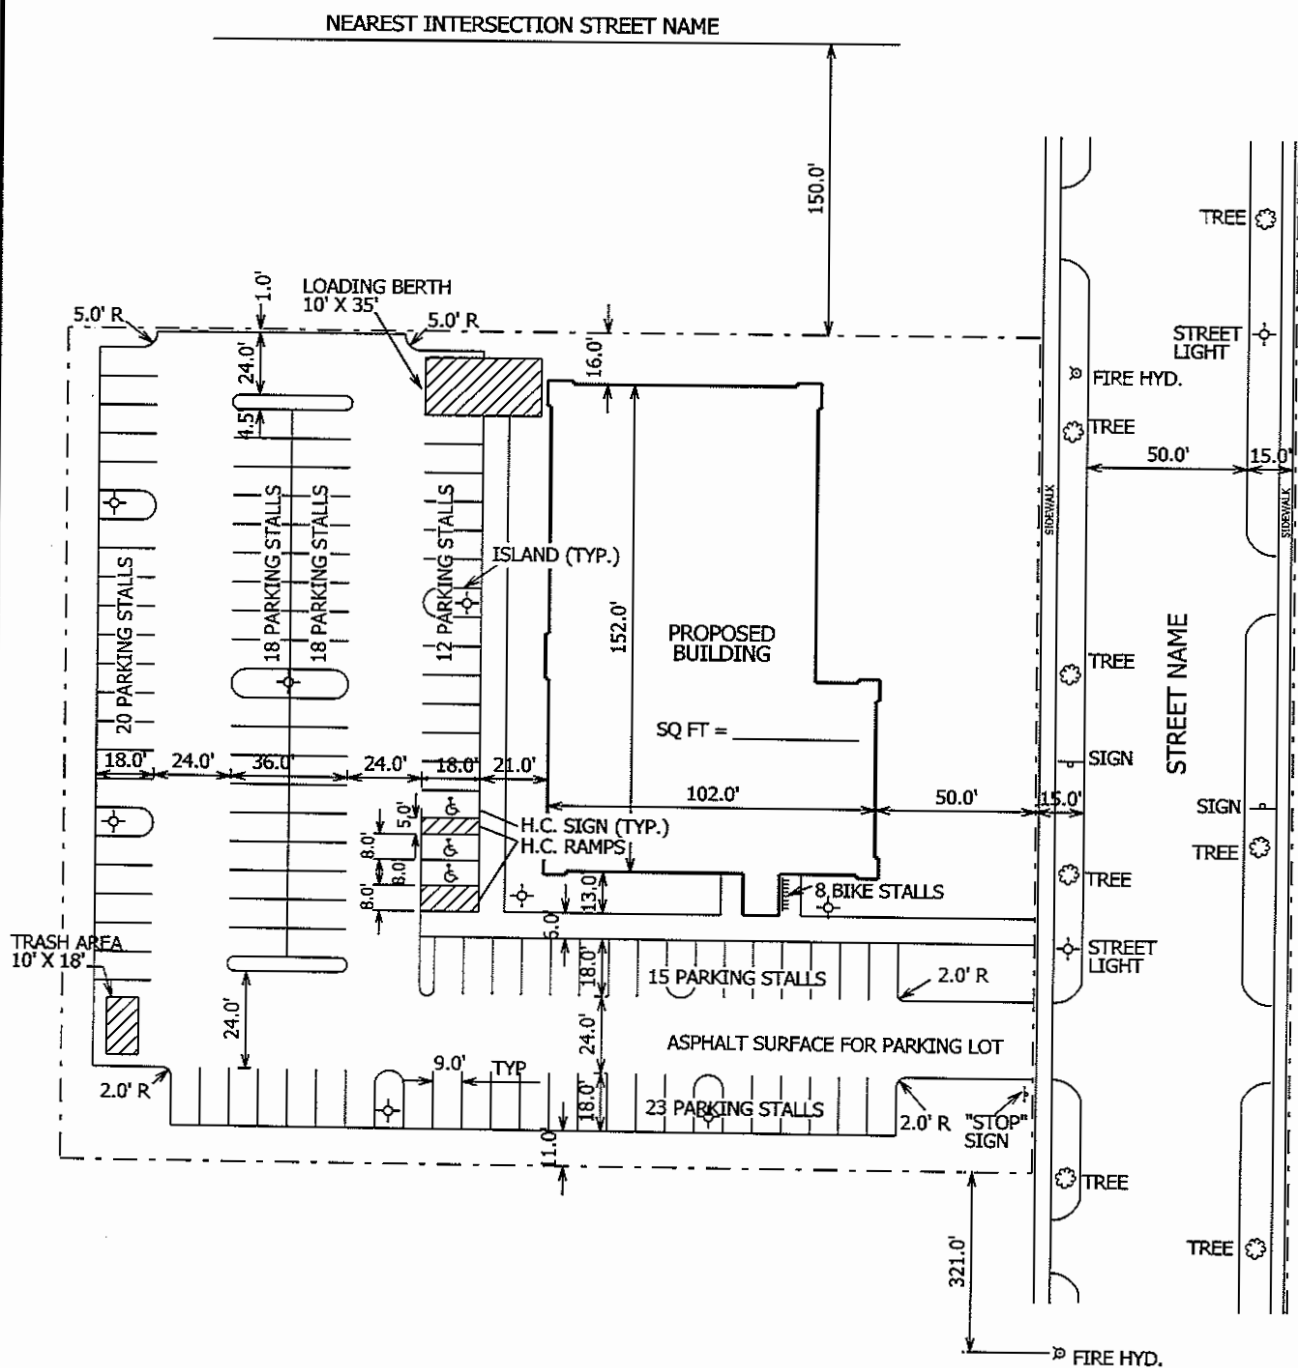 NEAREST INTERSECTION STREET NAME
150.0'
TREE
STREET
LIGHT
FIRE HYD.
TREE
50.0'
15.0'
SIDEWALK
SIDEWALK
LOADING BERTH
10' X 35'
1.0'
5.0' R
5.0' R
24.0'
4.5'
16.0'
20 PARKING STALLS
18 PARKING STALLS
18 PARKING STALLS
12 PARKING STALLS
ISLAND (TYP.)
152.0'
PROPOSED
BUILDING
SQ FT = 
TREE
STREET NAME
SIGN
SIGN
TREE
18.0'
24.0'
36.0'
24.0'
18.0'
21.0'
102.0'
50.0'
15.0'
5.0'
8.0'
8.0'
8.0'
H.C. SIGN (TYP.)
H.C. RAMPS
13.0'
6.0'
8 BIKE STALLS
TREE
STREET
LIGHT
TRASH AREA
10' X 18'
24.0'
18.0'
15 PARKING STALLS
2.0' R
24.0'
ASPHALT SURFACE FOR PARKING LOT
2.0' R
9.0'
TYP
18.0'
23 PARKING STALLS
2.0' R
"STOP"
SIGN
11.0'
TREE
TREE
321.0'
FIRE HYD.